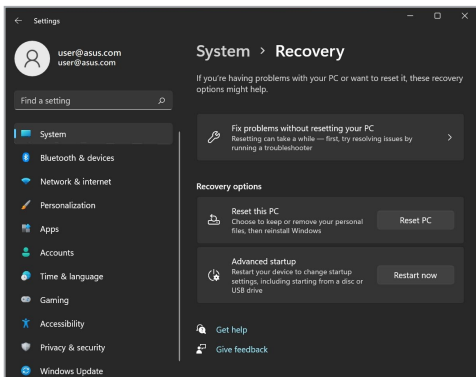 Settings
user@asus.com
user@asus.com
Find a setting
System
Bluetooth & devices
Network & internet
Personalization
Apps
Accounts
Time & language
Gaming
Accessibility
Privacy & security
Windows Update
System > Recovery
If you're having problems with your PC or want to reset it, these recovery
options might help.
Fix problems without resetting your PC
Resetting can take a while — first, try resolving issues by
running a troubleshooter
Recovery options
Reset this PC
Choose to keep or remove your personal
files, then reinstall Windows
Reset PC
Advanced startup
Restart your device to change startup
settings, including starting from a disc or
USB drive
Restart now
Get help
Give feedback